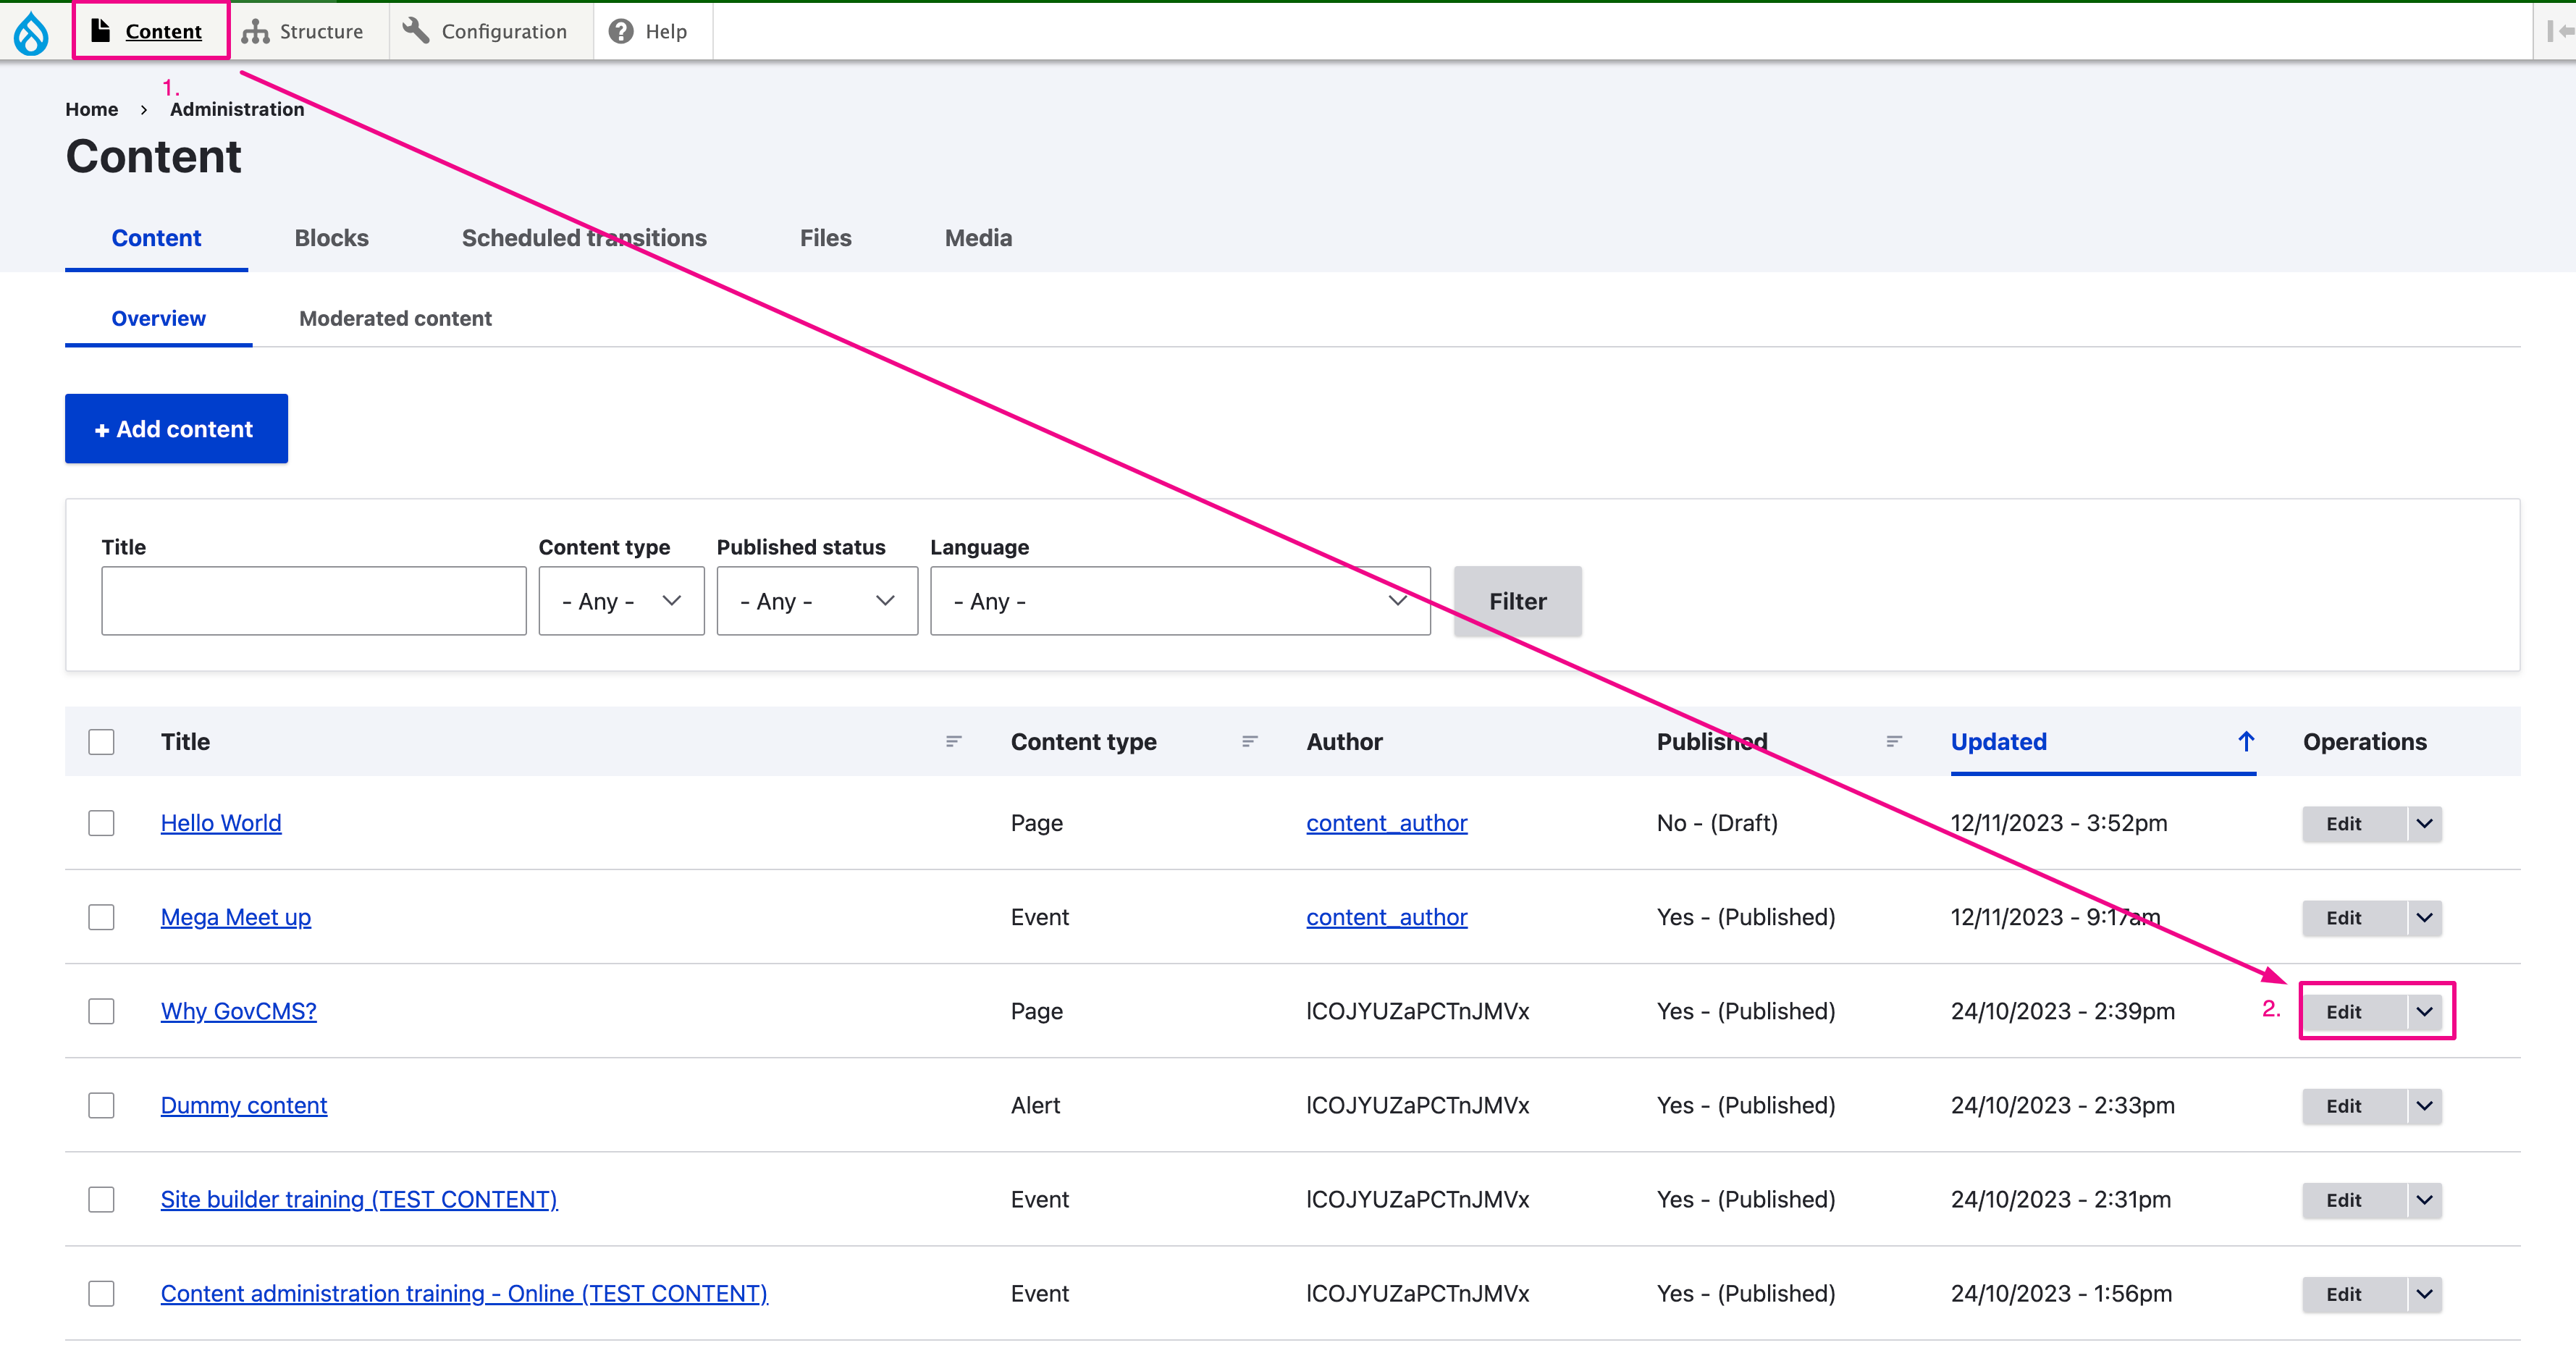 Content Structure Configuration Help
1.
Home > Administration
Content
Content Blocks Scheduled transitions Files Media
Overview Moderated content
+ Add content
Title Content type Published status Language
- Any - - Any - - Any - Filter
Title Content type Author Published Updated Operations
Hello World Page content_author No - (Draft) 12/11/2023 - 3:52pm Edit
Mega Meet up Event content_author Yes - (Published) 12/11/2023 - 9:17am Edit
Why GovCMS? Page lCOJYUZaPCTnJMVx Yes - (Published) 24/10/2023 - 2:39pm 2. Edit
Dummy content Alert lCOJYUZaPCTnJMVx Yes - (Published) 24/10/2023 - 2:33pm Edit
Site builder training (TEST CONTENT) Event lCOJYUZaPCTnJMVx Yes - (Published) 24/10/2023 - 2:31pm Edit
Content administration training - Online (TEST CONTENT) Event lCOJYUZaPCTnJMVx Yes - (Published) 24/10/2023 - 1:56pm Edit